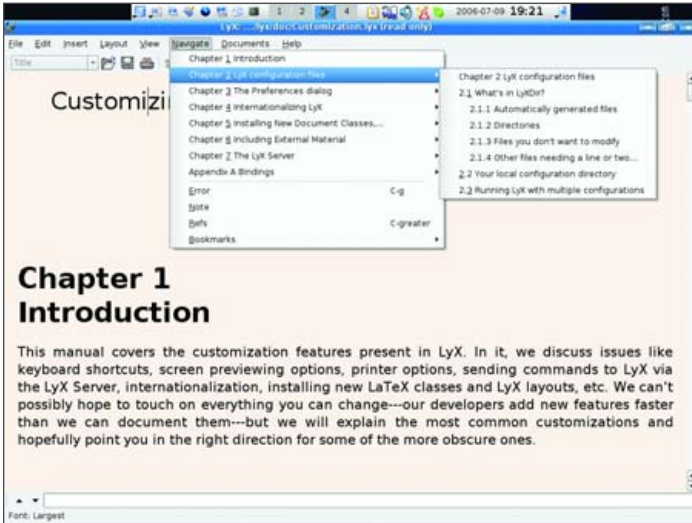 1 2 3 4 2006-07-09 19:21
LyX: ....lyx/doc/Customization.lyx (read only)
File Edit Insert Layout View Navigate Documents Help
Title
Customizi
Chapter 1 Introduction
Chapter 2 LyX configuration files
Chapter 3 The Preferences dialog
Chapter 4 Internationalizing LyX
Chapter 5 Installing New Document Classes,...
Chapter 6 Including External Material
Chapter 7 The LyX Server
Appendix A Bindings
Error C-g
Note
Refs C-greater
Bookmarks
Chapter 2 LyX configuration files
2.1 What's in LyXDir?
2.1.1 Automatically generated files
2.1.2 Directories
2.1.3 Files you don't want to modify
2.1.4 Other files needing a line or two...
2.2 Your local configuration directory
2.3 Running LyX with multiple configurations
Chapter 1
Introduction
This manual covers the customization features present in LyX. In it, we discuss issues like
keyboard shortcuts, screen previewing options, printer options, sending commands to LyX via
the LyX Server, internationalization, installing new LaTeX classes and LyX layouts, etc. We can't
possibly hope to touch on everything you can change---our developers add new features faster
than we can document them---but we will explain the most common customizations and
hopefully point you in the right direction for some of the more obscure ones.
Font: Largest